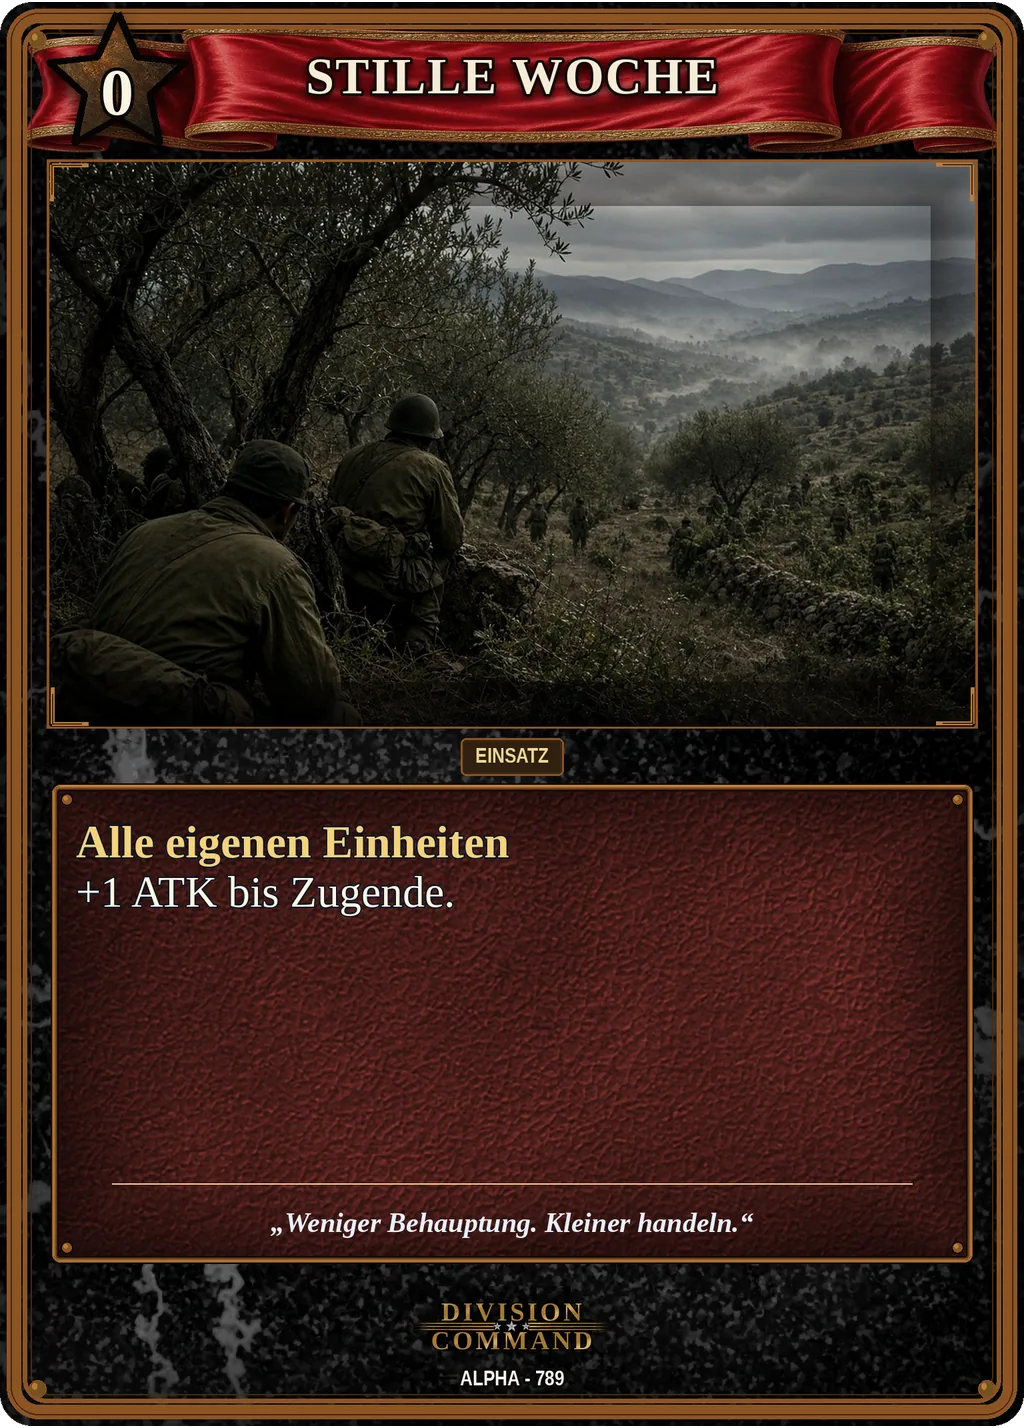 0
STILLE WOCHE
EINSATZ
Alle eigenen Einheiten
+1 ATK bis Zugende.
„Weniger Behauptung. Kleiner handeln.“
DIVISION
COMMAND
ALPHA - 789